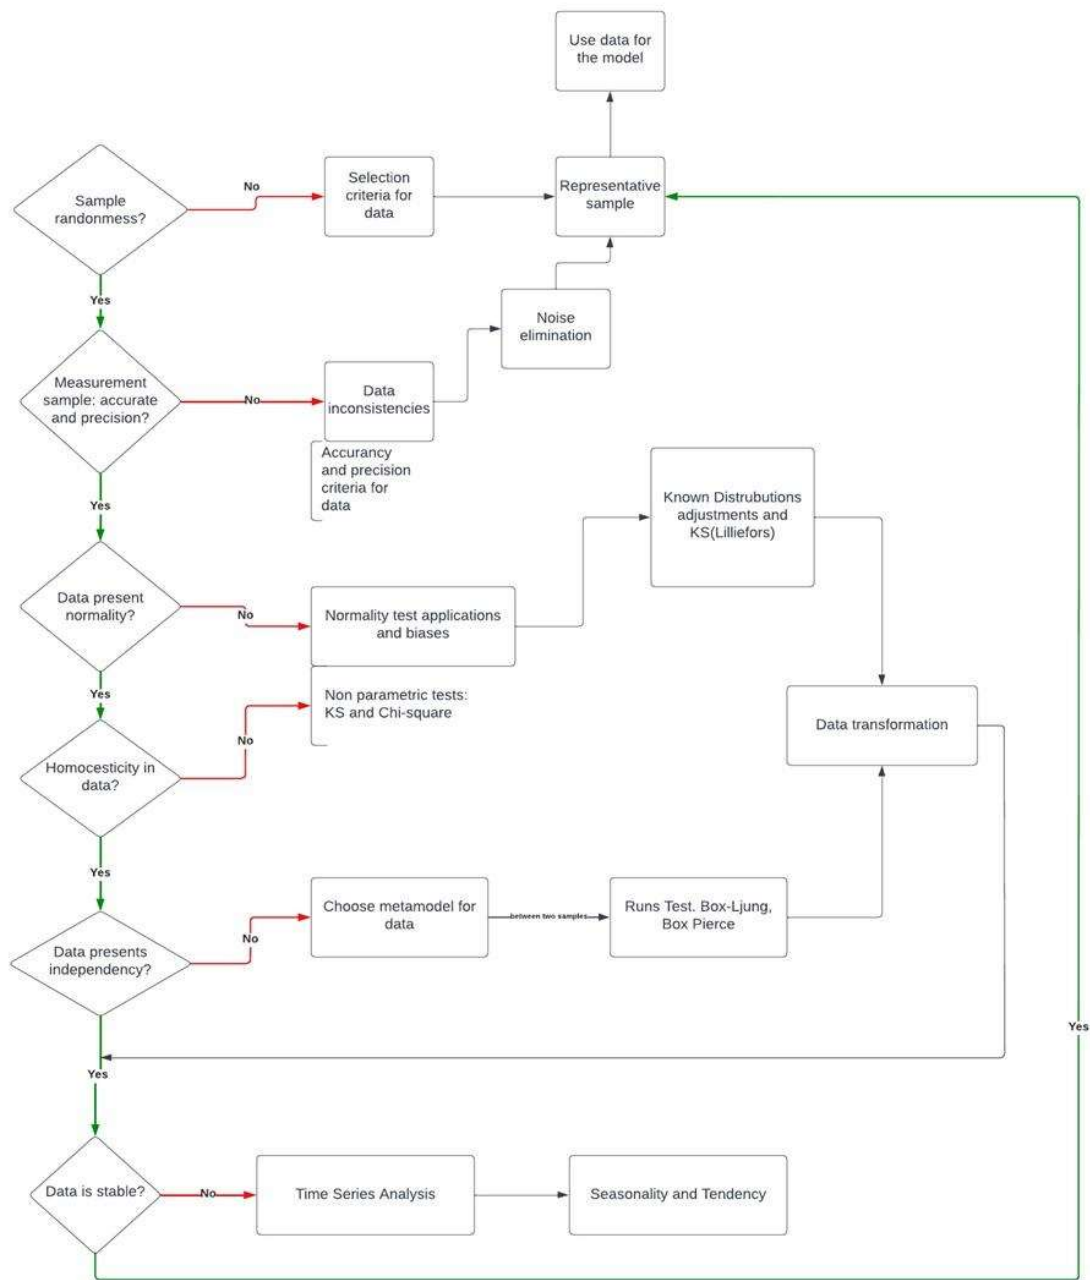 Use data for
the model
Sample
randonmess?
No
Selection
criteria for
data
Representative
sample
Yes
Noise
elimination
Measurement
sample: accurate
and precision?
No
Data
inconsistencies
Accurancy
and precision
criteria for
data
Yes
Known Distrubutions
adjustments and
KS(Lilliefors)
Data present
normality?
No
Normality test applications
and biases
Yes
Non parametric tests:
KS and Chi-square
Data transformation
Homocesticity in
data?
No
Yes
Choose metamodel for
data
between two samples
Runs Test. Box-Ljung,
Box Pierce
Data presents
independency?
No
Yes
Yes
Data is stable?
No
Time Series Analysis
Seasonality and Tendency